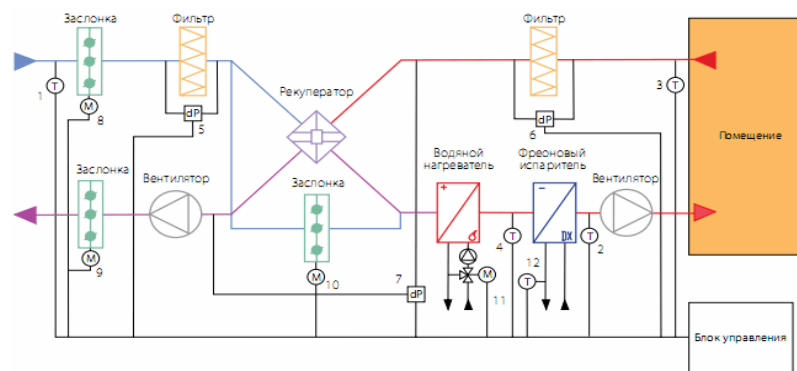 Заслонка
Фильтр
Фильтр
Рекуператор
T
1
M
8
dP
5
dP
6
3
T
Помещение
Заслонка
Вентилятор
Заслонка
Водяной
нагреватель
Фреоновый
испаритель
Вентилятор
+
−
DX
M
9
M
10
7
dP
4
T
12
T
2
T
M
11
Блок управления